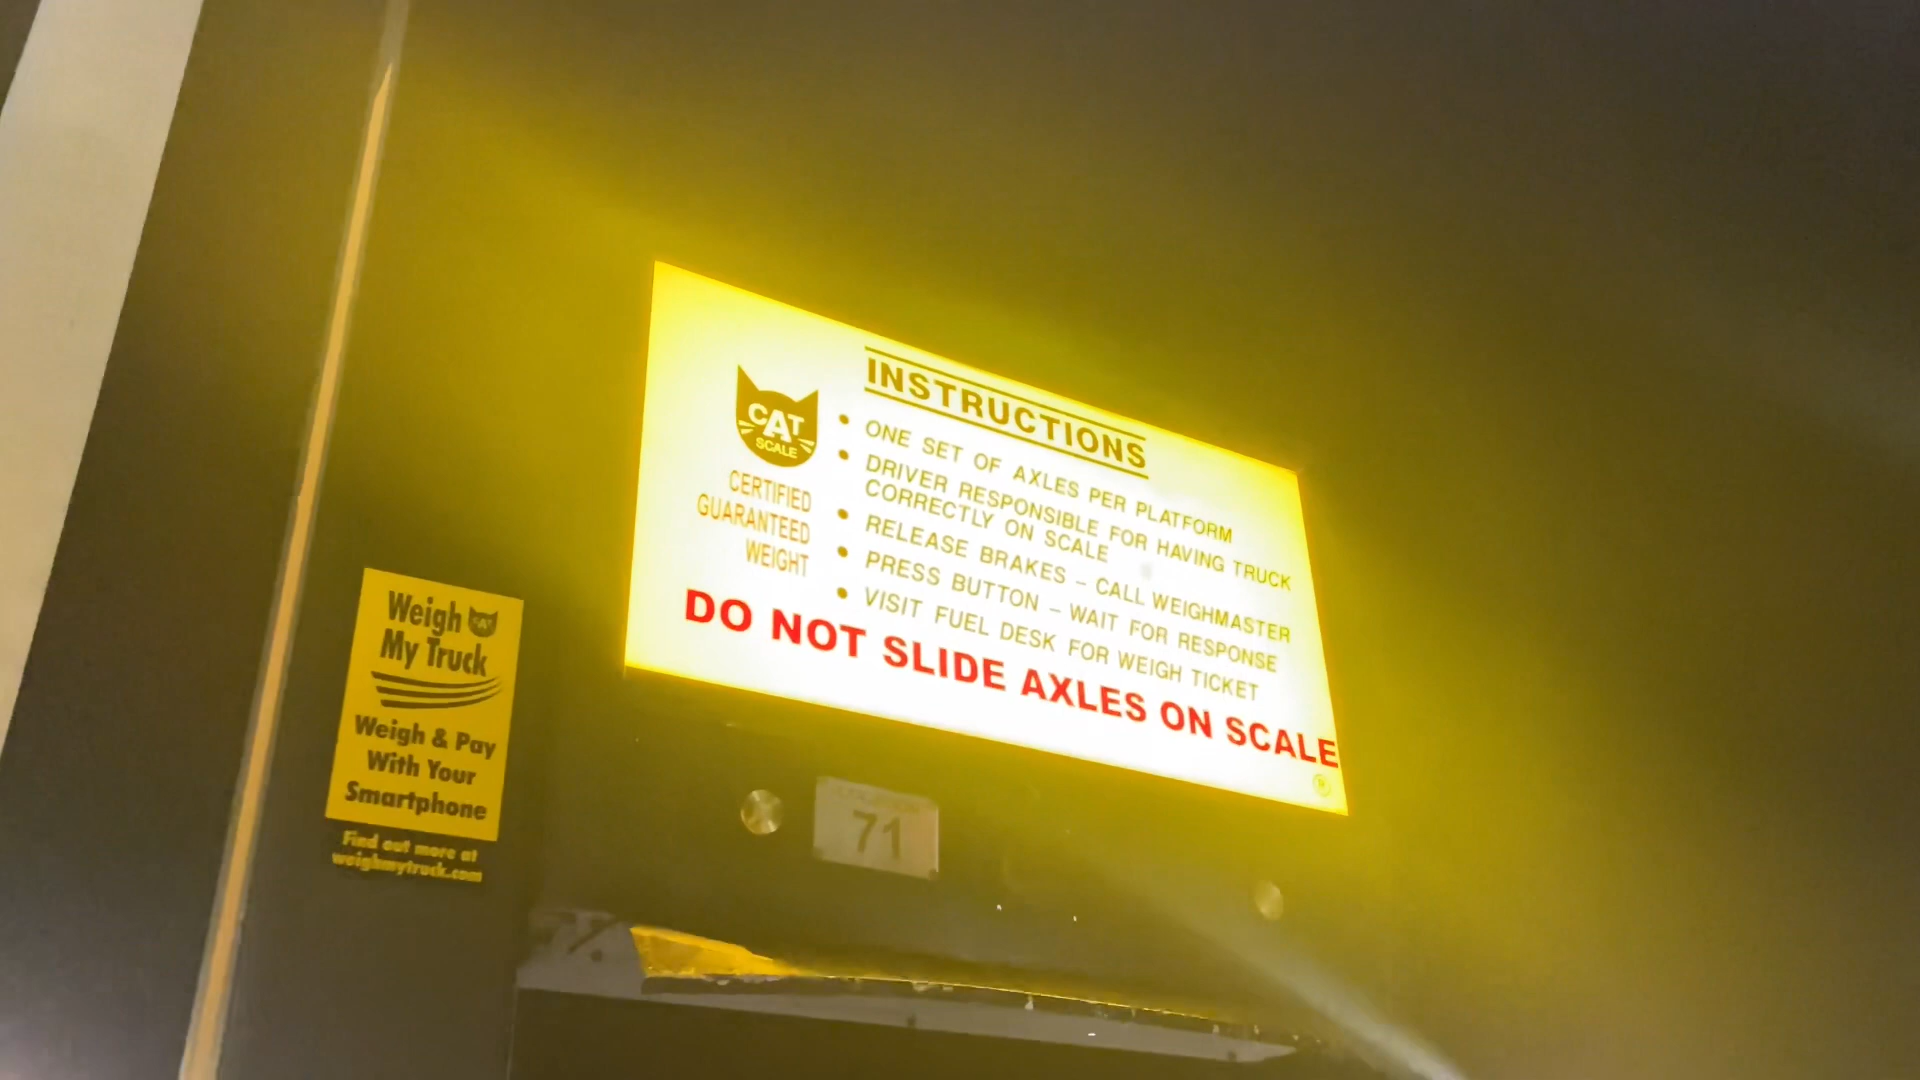 INSTRUCTIONS
CAT
SCALE
CERTIFIED
GUARANTEED
WEIGHT
• ONE SET OF AXLES PER PLATFORM
• DRIVER RESPONSIBLE FOR HAVING TRUCK
CORRECTLY ON SCALE
• RELEASE BRAKES – CALL WEIGHMASTER
• PRESS BUTTON – WAIT FOR RESPONSE
• VISIT FUEL DESK FOR WEIGH TICKET
DO NOT SLIDE AXLES ON SCALE
®
Weigh
My Truck
Weigh & Pay
With Your
Smartphone
Find out more at
weighmytruck.com
71